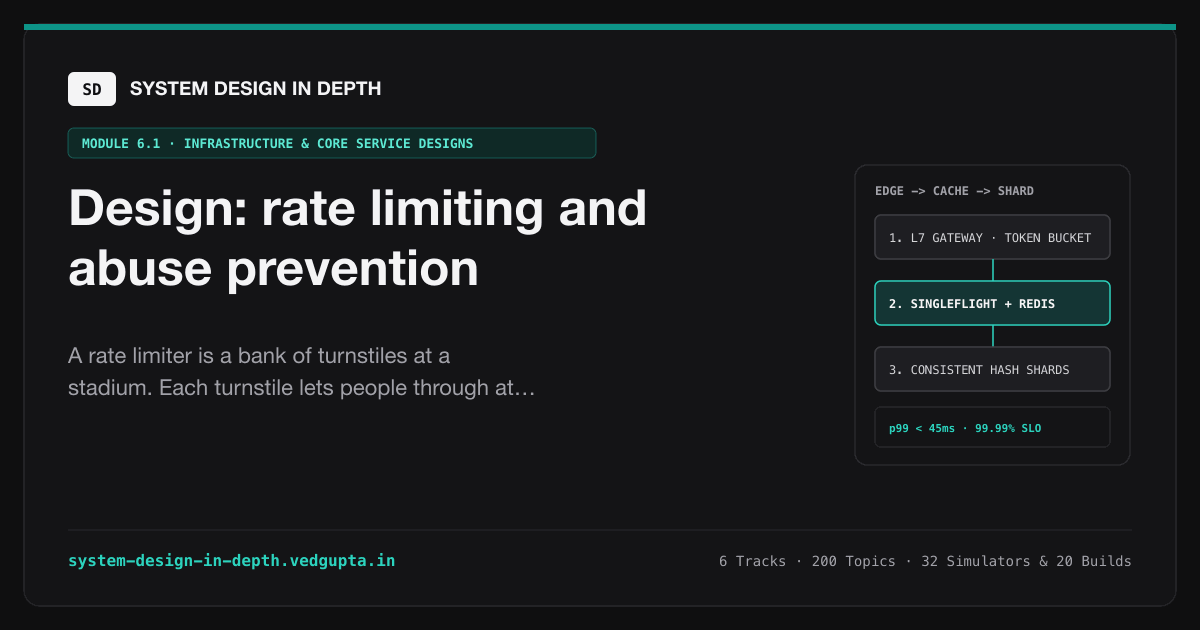 SD
SYSTEM DESIGN IN DEPTH
MODULE 6.1 · INFRASTRUCTURE & CORE SERVICE DESIGNS
Design: rate limiting and
abuse prevention
A rate limiter is a bank of turnstiles at a
stadium. Each turnstile lets people through at…
EDGE —> CACHE —> SHARD
1. L7 GATEWAY · TOKEN BUCKET
2. SINGLEFLIGHT + REDIS
3. CONSISTENT HASH SHARDS
p99 < 45ms · 99.99% SLO
system-design-in-depth.vedgupta.in
6 Tracks · 200 Topics · 32 Simulators & 20 Builds